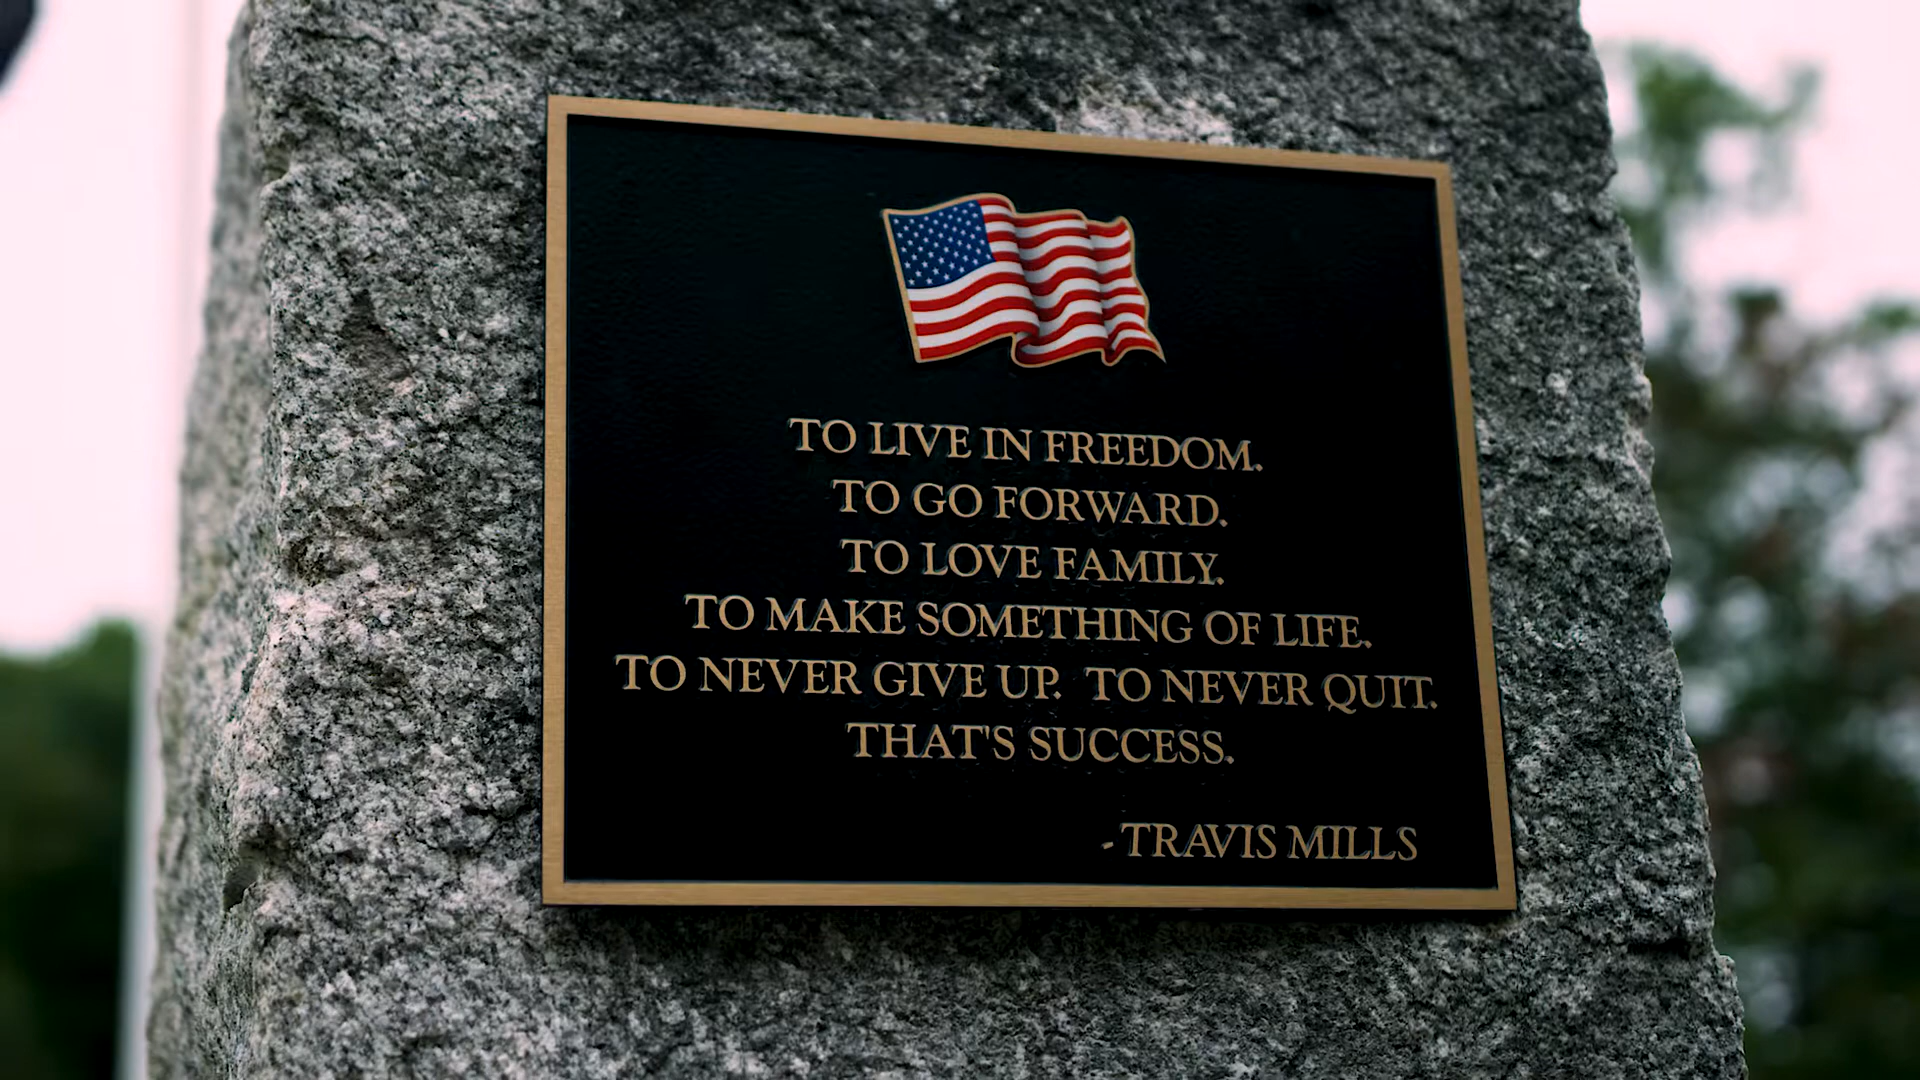 TO LIVE IN FREEDOM.
TO GO FORWARD.
TO LOVE FAMILY.
TO MAKE SOMETHING OF LIFE.
TO NEVER GIVE UP. TO NEVER QUIT.
THAT'S SUCCESS.
- TRAVIS MILLS